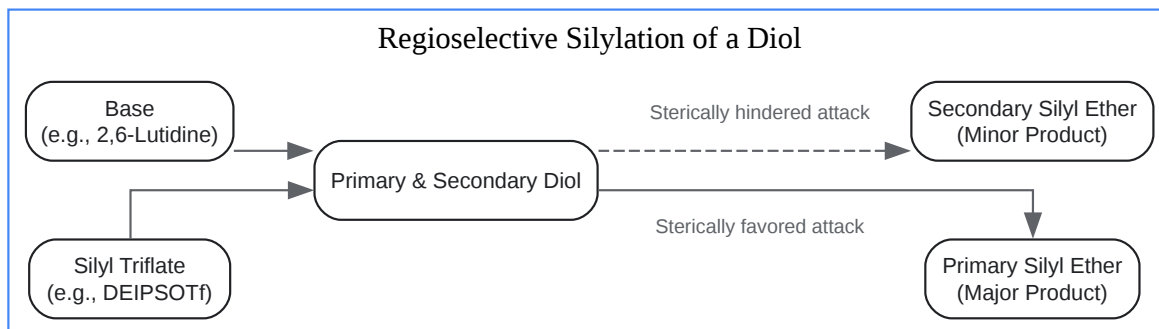 Regioselective Silylation of a Diol
Base
(e.g., 2,6-Lutidine)
Sterically hindered attack
Secondary Silyl Ether
(Minor Product)
Primary & Secondary Diol
Sterically favored attack
Silyl Triflate
(e.g., DEIPSOTf)
Primary Silyl Ether
(Major Product)